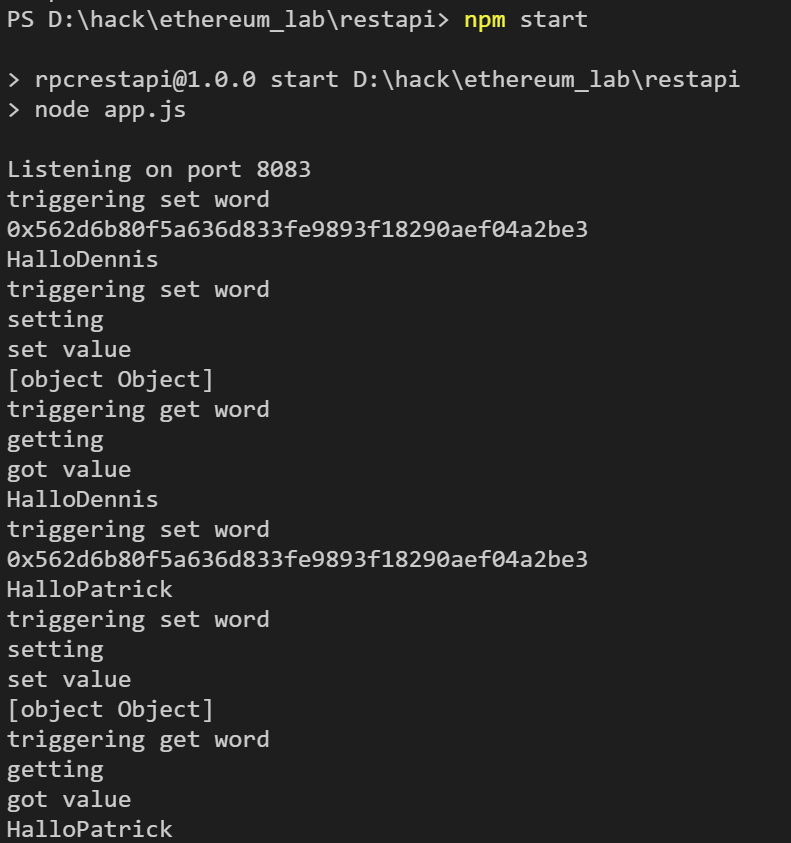 PS D:\hack\ethereum_lab\restapi> npm start
> rpcrestapi@1.0.0 start D:\hack\ethereum_lab\restapi
> node app.js
Listening on port 8083
triggering set word
0x562d6b80f5a636d833fe9893f18290aef04a2be3
HalloDennis
triggering set word
setting
set value
[object Object]
triggering get word
getting
got value
HalloDennis
triggering set word
0x562d6b80f5a636d833fe9893f18290aef04a2be3
HalloPatrick
triggering set word
setting
set value
[object Object]
triggering get word
getting
got value
HalloPatrick